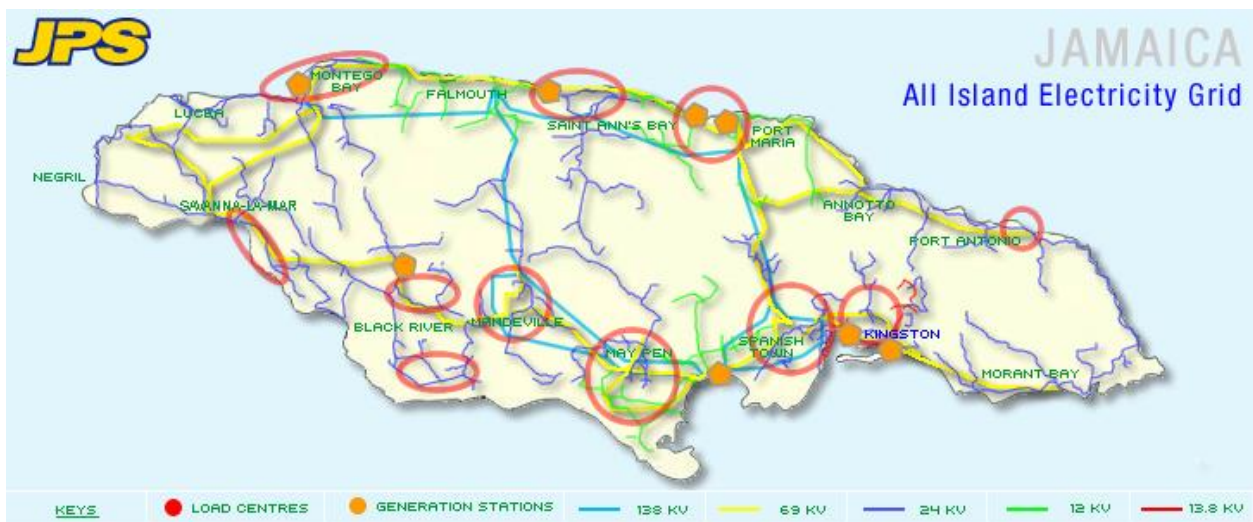 JPS
JAMAICA
All Island Electricity Grid
MONTEGO
BAY
FALMOUTH
LUCEA
SAINT ANN'S BAY
PORT
MARIA
NEGRIL
SAVANNA-LA-MAR
ANNOTTO
BAY
PORT ANTONIO
BLACK RIVER
MANDEVILLE
MAY PEN
SPANISH
TOWN
KINGSTON
MORANT BAY
KEYS
LOAD CENTRES
GENERATION STATIONS
138 KV
69 KV
24 KV
12 KV
13.8 KV